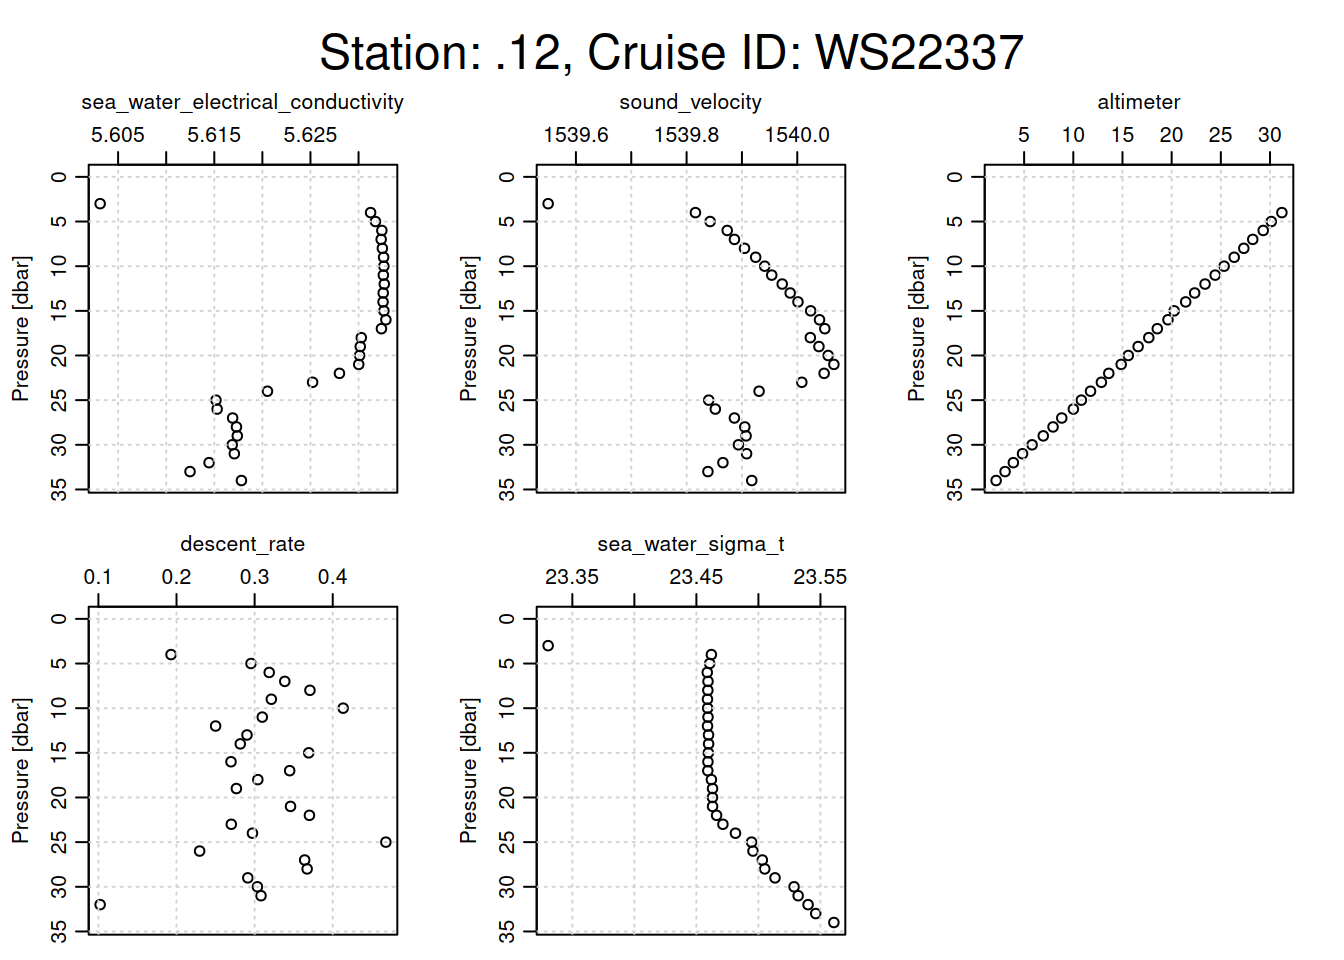 Station: .12, Cruise ID: WS22337
sea_water_electrical_conductivity
5.605 5.615 5.625
Pressure [dbar]
0 5 10 15 20 25 30 35
sound_velocity
1539.6 1539.8 1540.0
Pressure [dbar]
0 5 10 15 20 25 30 35
altimeter
5 10 15 20 25 30
Pressure [dbar]
0 5 10 15 20 25 30 35
descent_rate
0.1 0.2 0.3 0.4
Pressure [dbar]
0 5 10 15 20 25 30 35
sea_water_sigma_t
23.35 23.45 23.55
Pressure [dbar]
0 5 10 15 20 25 30 35